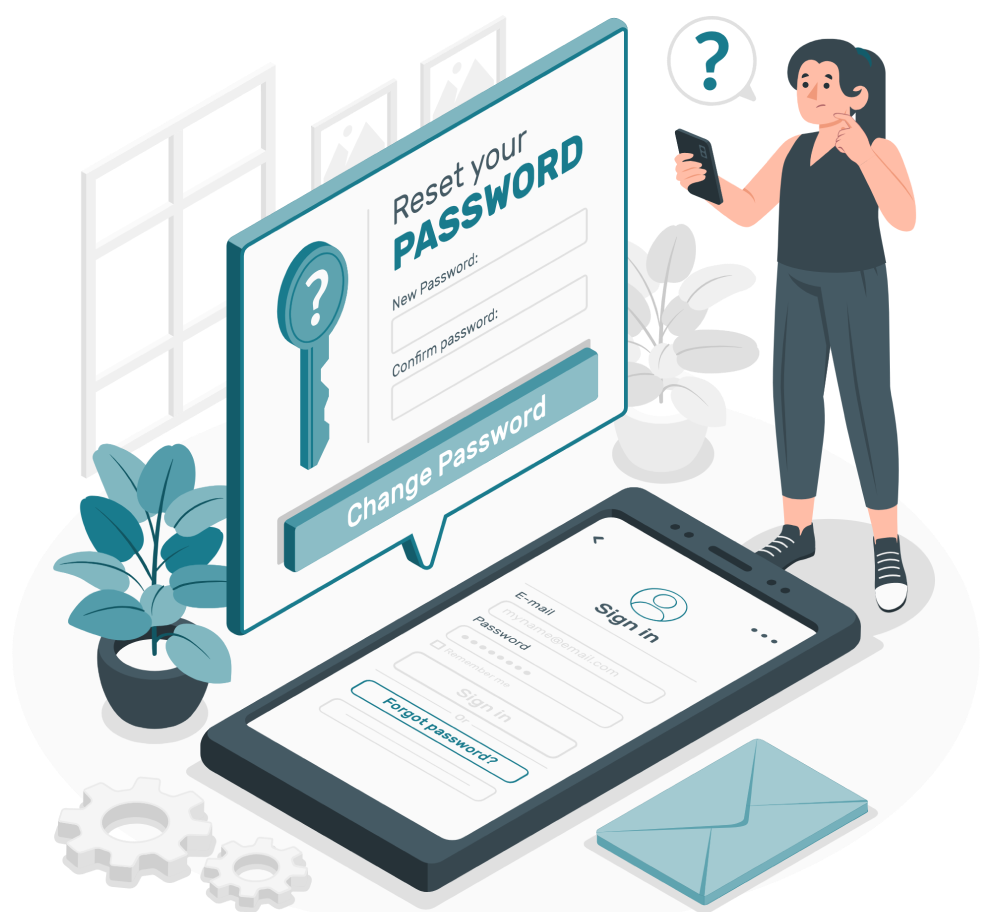 ?
Reset your
PASSWORD
?
New Password:
Confirm password:
Change Password
Sign in
E-mail
myname@email.com
Password
Remember me
Sign in
Or
Forgot password?